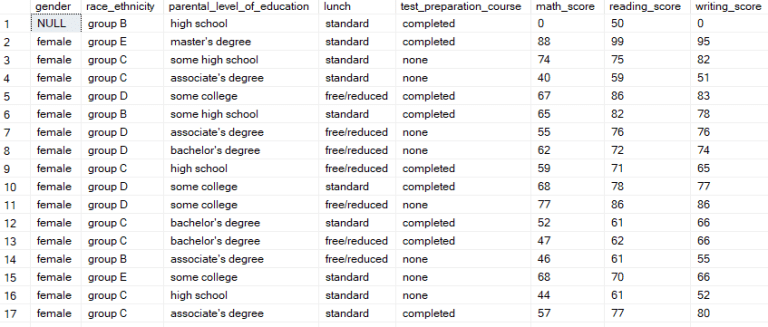 gender race_ethnicity parental_level_of_education lunch test_preparation_course math_score reading_score writing_score
1 NULL group B high school standard completed 0 50 0
2 female group E master's degree standard completed 88 99 95
3 female group C some high school standard none 74 75 82
4 female group C associate's degree standard none 40 59 51
5 female group D some college free/reduced completed 67 86 83
6 female group B some high school standard completed 65 82 78
7 female group D associate's degree free/reduced none 55 76 76
8 female group D bachelor's degree free/reduced none 62 72 74
9 female group C high school free/reduced completed 59 71 65
10 female group D some college standard completed 68 78 77
11 female group D some college free/reduced none 77 86 86
12 female group C bachelor's degree standard completed 52 61 66
13 female group C bachelor's degree free/reduced completed 47 62 66
14 female group B associate's degree free/reduced none 46 61 55
15 female group E some college standard none 68 70 66
16 female group C high school standard none 44 61 52
17 female group C associate's degree standard completed 57 77 80